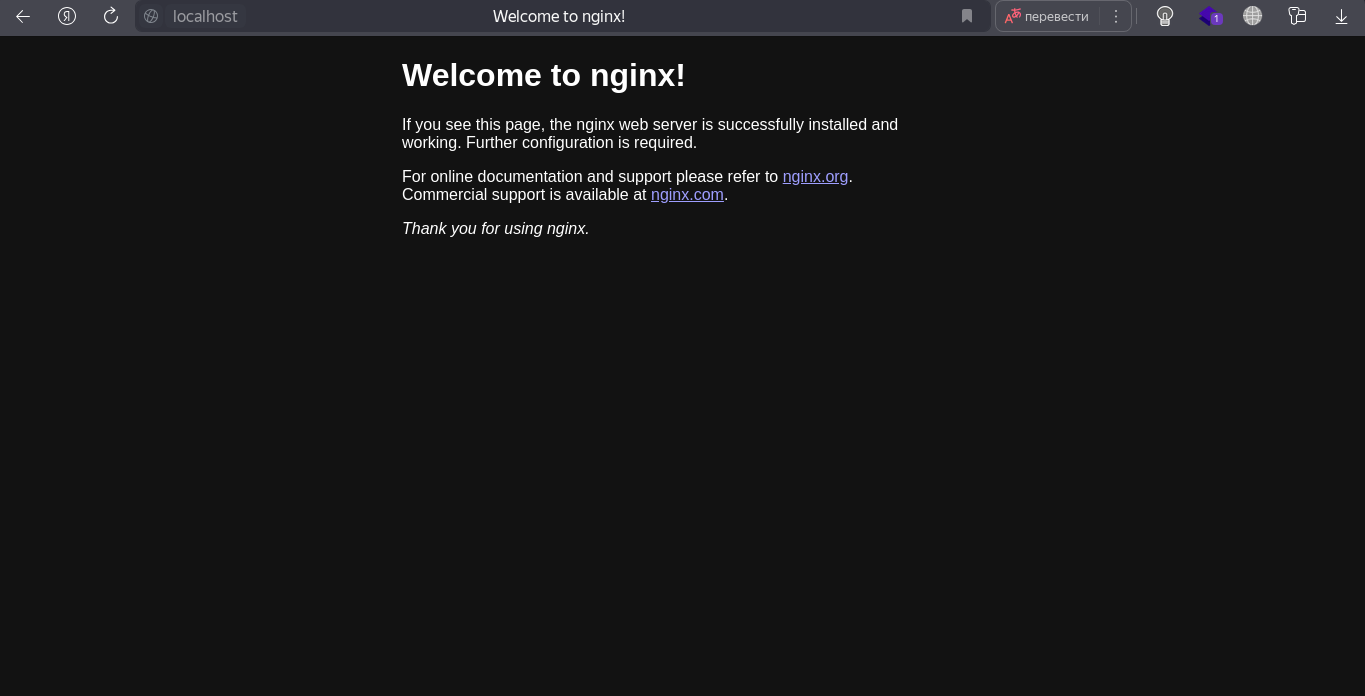 Я
localhost
Welcome to nginx!
перевести
1
Welcome to nginx!
If you see this page, the nginx web server is successfully installed and
working. Further configuration is required.
For online documentation and support please refer to nginx.org.
Commercial support is available at nginx.com.
Thank you for using nginx.